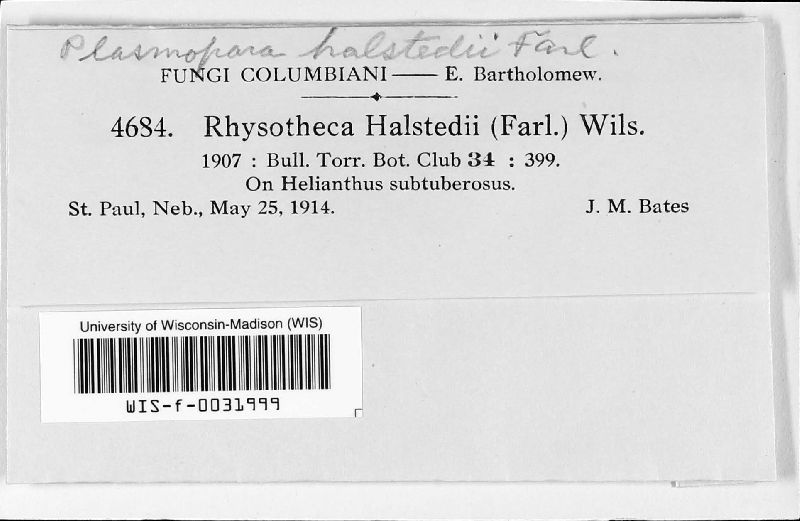 Plasmopara halstedii Farl.
FUNGI COLUMBIANI — E. Bartholomew.
4684. Rhysotheca Halstedii (Farl.) Wils.
1907 : Bull. Torr. Bot. Club 34 : 399.
On Helianthus subtuberosus.
St. Paul, Neb., May 25, 1914. J. M. Bates
University of Wisconsin-Madison (WIS)
WIS-f-0031999